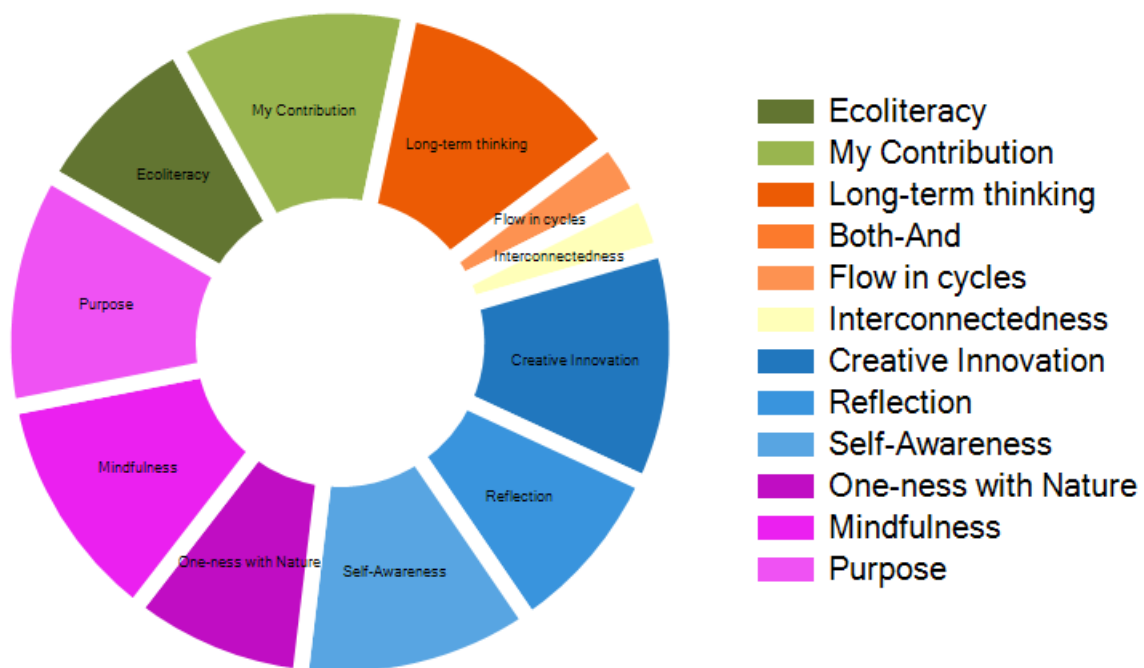 My Contribution
Long-term thinking
Ecoliteracy
Flow in cycles
Interconnectedness
Purpose
Creative Innovation
Mindfulness
Reflection
One-ness with Nature
Self-Awareness
Ecoliteracy
My Contribution
Long-term thinking
Both-And
Flow in cycles
Interconnectedness
Creative Innovation
Reflection
Self-Awareness
One-ness with Nature
Mindfulness
Purpose